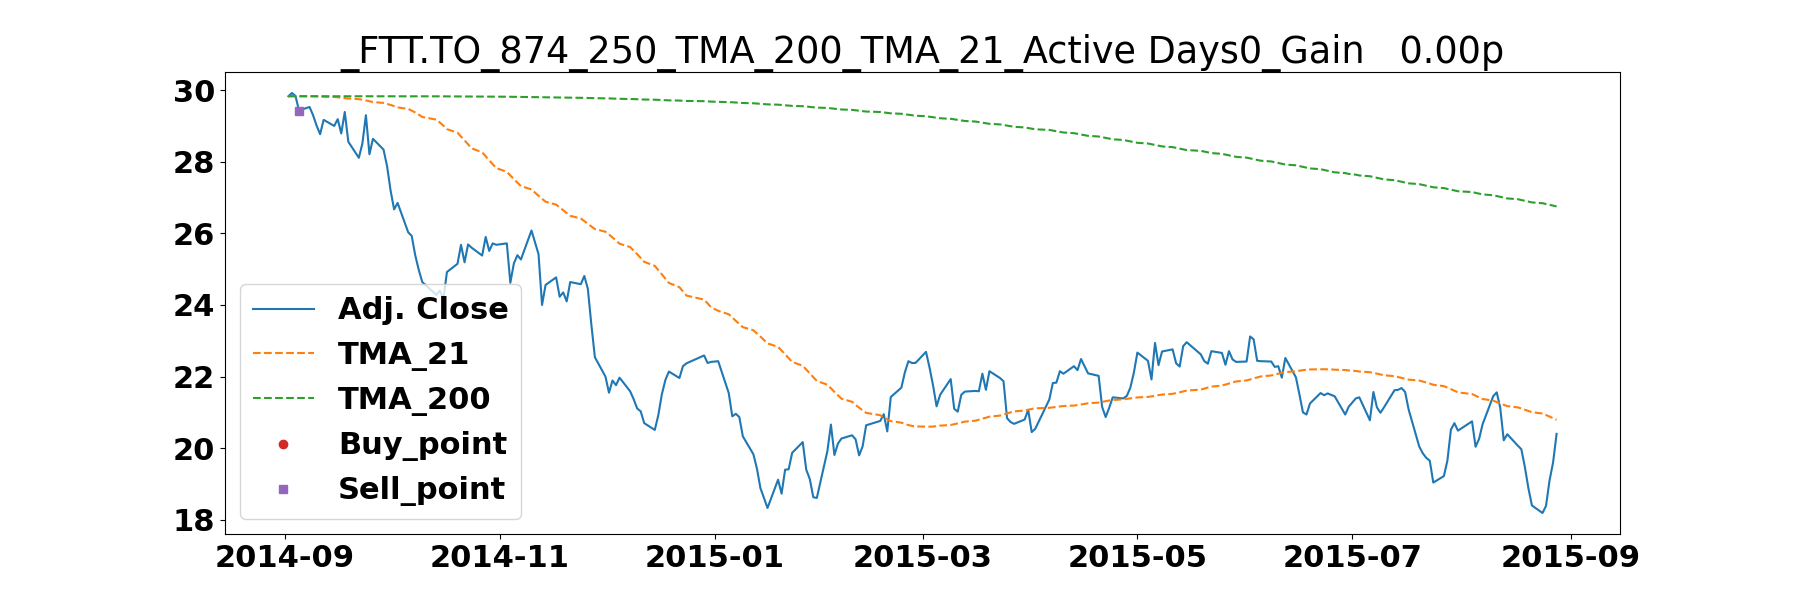 _FTT.TO_874_250_TMA_200_TMA_21_Active Days0_Gain   0.00p
30
28
26
24
22
20
18
Adj. Close
TMA_21
TMA_200
Buy_point
Sell_point
2014-09 2014-11 2015-01 2015-03 2015-05 2015-07 2015-09